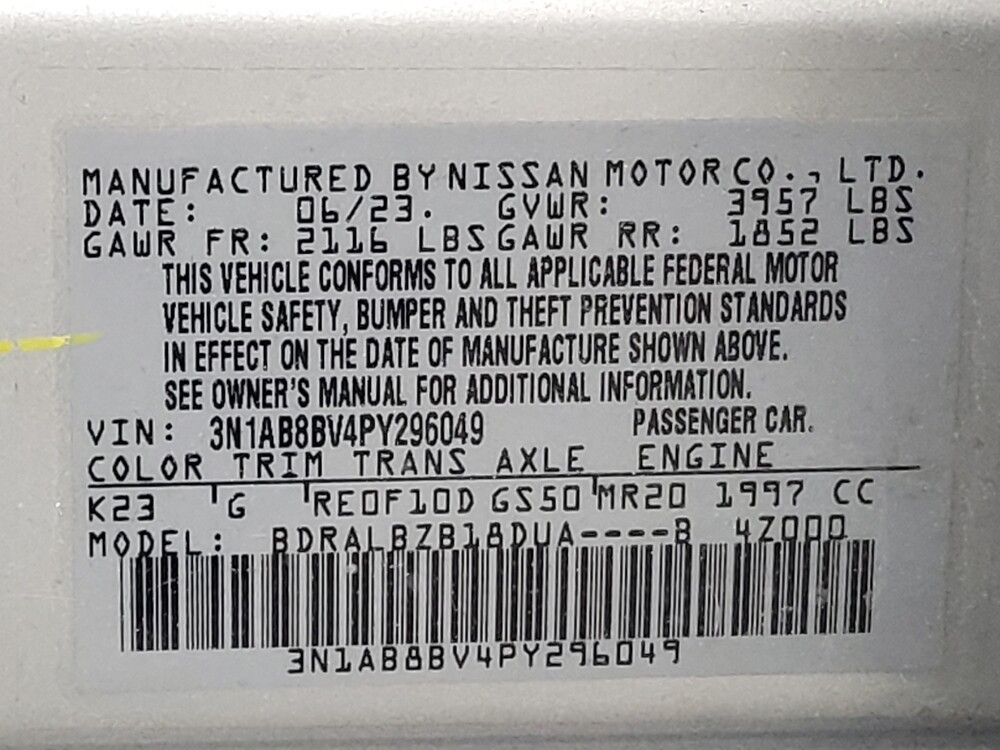 MANUFACTURED BY NISSAN MOTOR CO., LTD.
DATE: 06/23. GVWR: 3957 LBS
GAWR FR: 2116 LBS GAWR RR: 1852 LBS
THIS VEHICLE CONFORMS TO ALL APPLICABLE FEDERAL MOTOR
VEHICLE SAFETY, BUMPER AND THEFT PREVENTION STANDARDS
IN EFFECT ON THE DATE OF MANUFACTURE SHOWN ABOVE.
SEE OWNER'S MANUAL FOR ADDITIONAL INFORMATION.
VIN: 3N1AB8BV4PY296049 PASSENGER CAR.
COLOR TRIM TRANS AXLE ENGINE
K23 G RE0F10D GS50 MR20 1997 CC
MODEL: BDRALBZB18DUA----B 4Z000
3N1AB8BV4PY296049